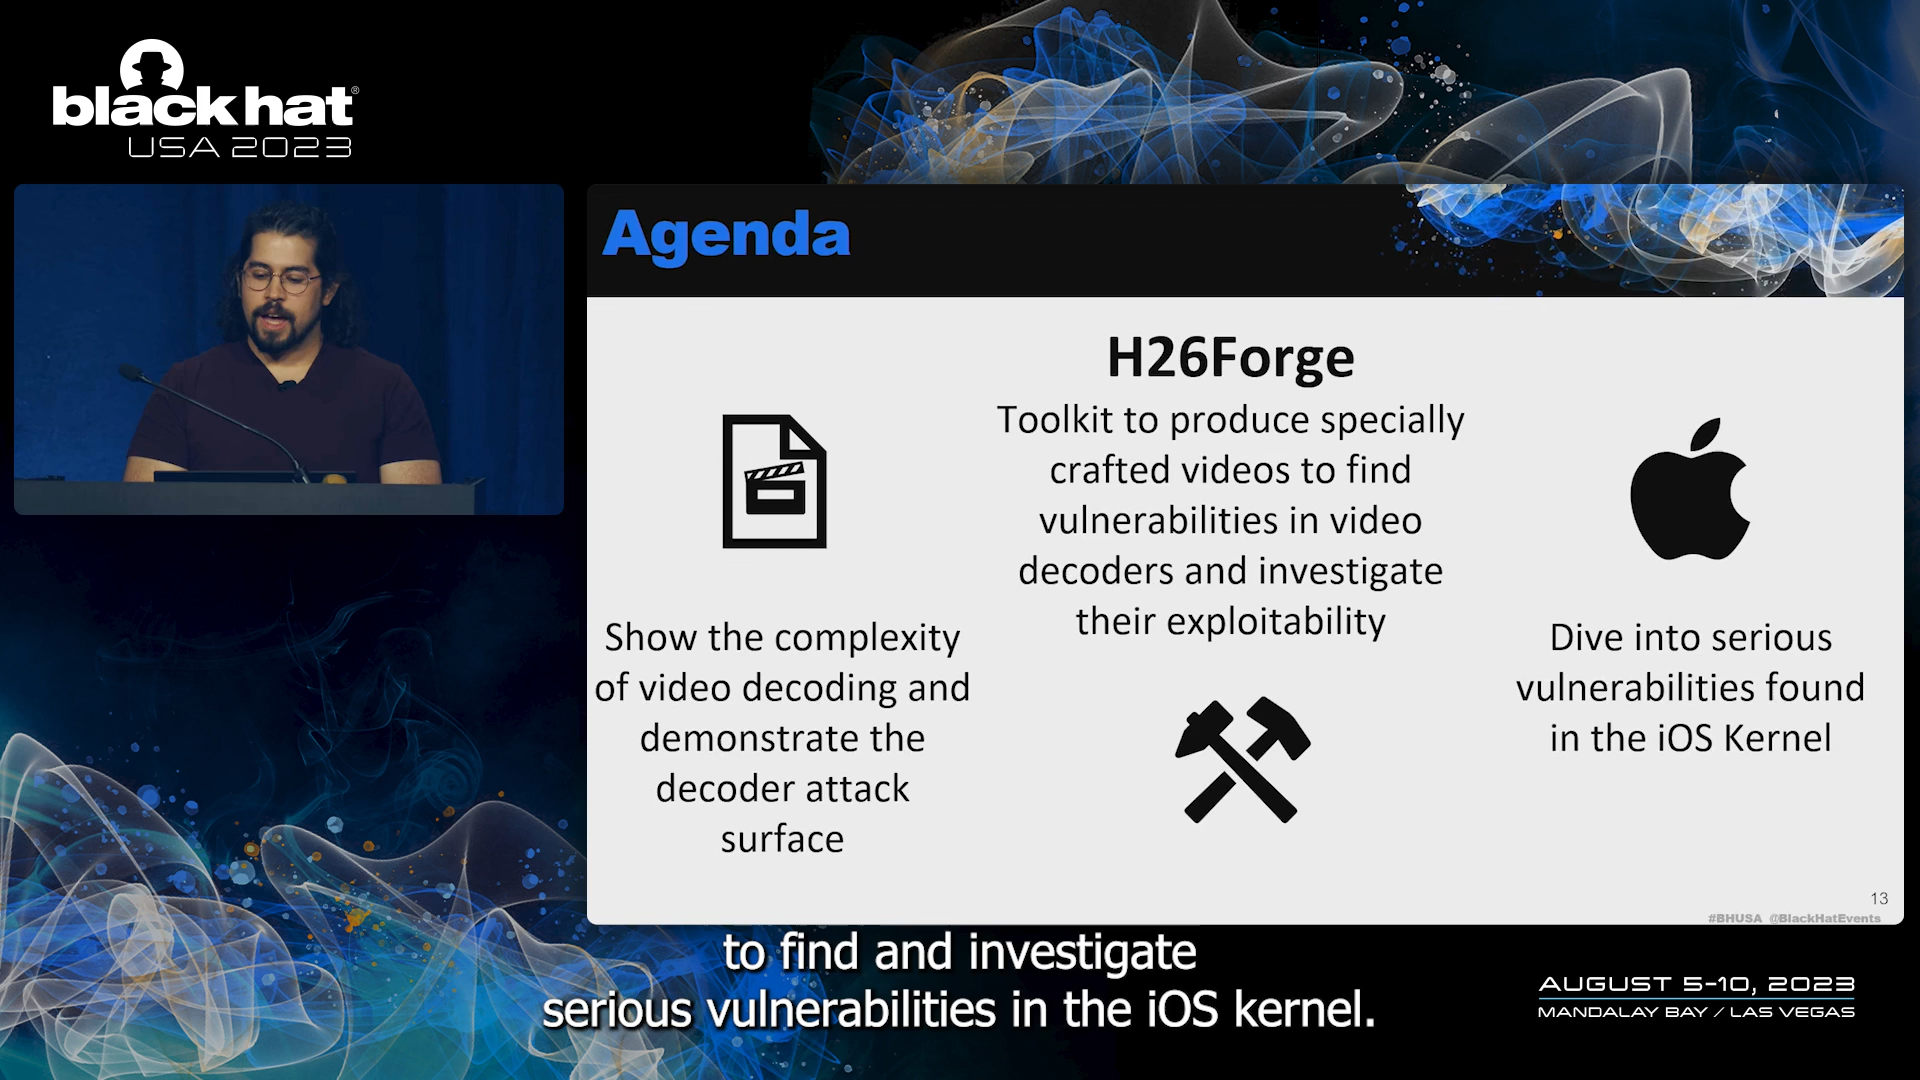 blackhat®
USA 2023
Agenda
H26Forge
Toolkit to produce specially
crafted videos to find
vulnerabilities in video
decoders and investigate
their exploitability
Show the complexity
of video decoding and
demonstrate the
decoder attack
surface
Dive into serious
vulnerabilities found
in the iOS Kernel
13
#BHUSA @BlackHatEvents
to find and investigate
serious vulnerabilities in the iOS kernel.
AUGUST 5-10, 2023
MANDALAY BAY / LAS VEGAS